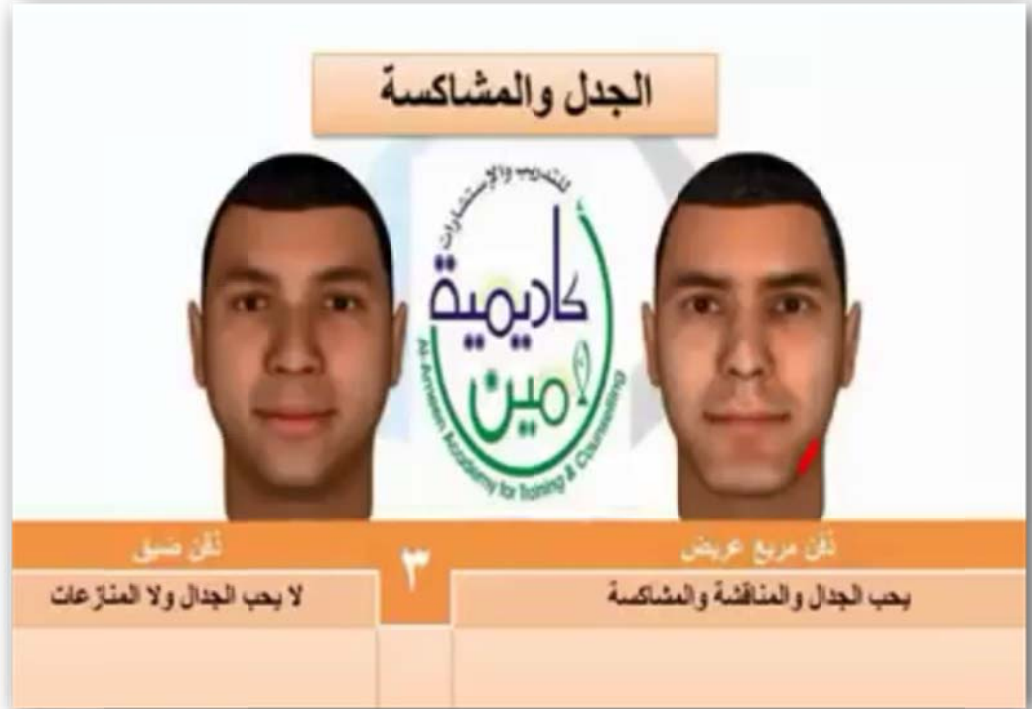 الجدل والمشاكسة
للتدريب والإستشارات
كاديمية
أمين
Al-Ameen Academy for Training & Counselling
ذقن مربع عريض
٣
ذقن ضيق
يحب الجدال والمناقشة والمشاكسة
لا يحب الجدال ولا المنازعات